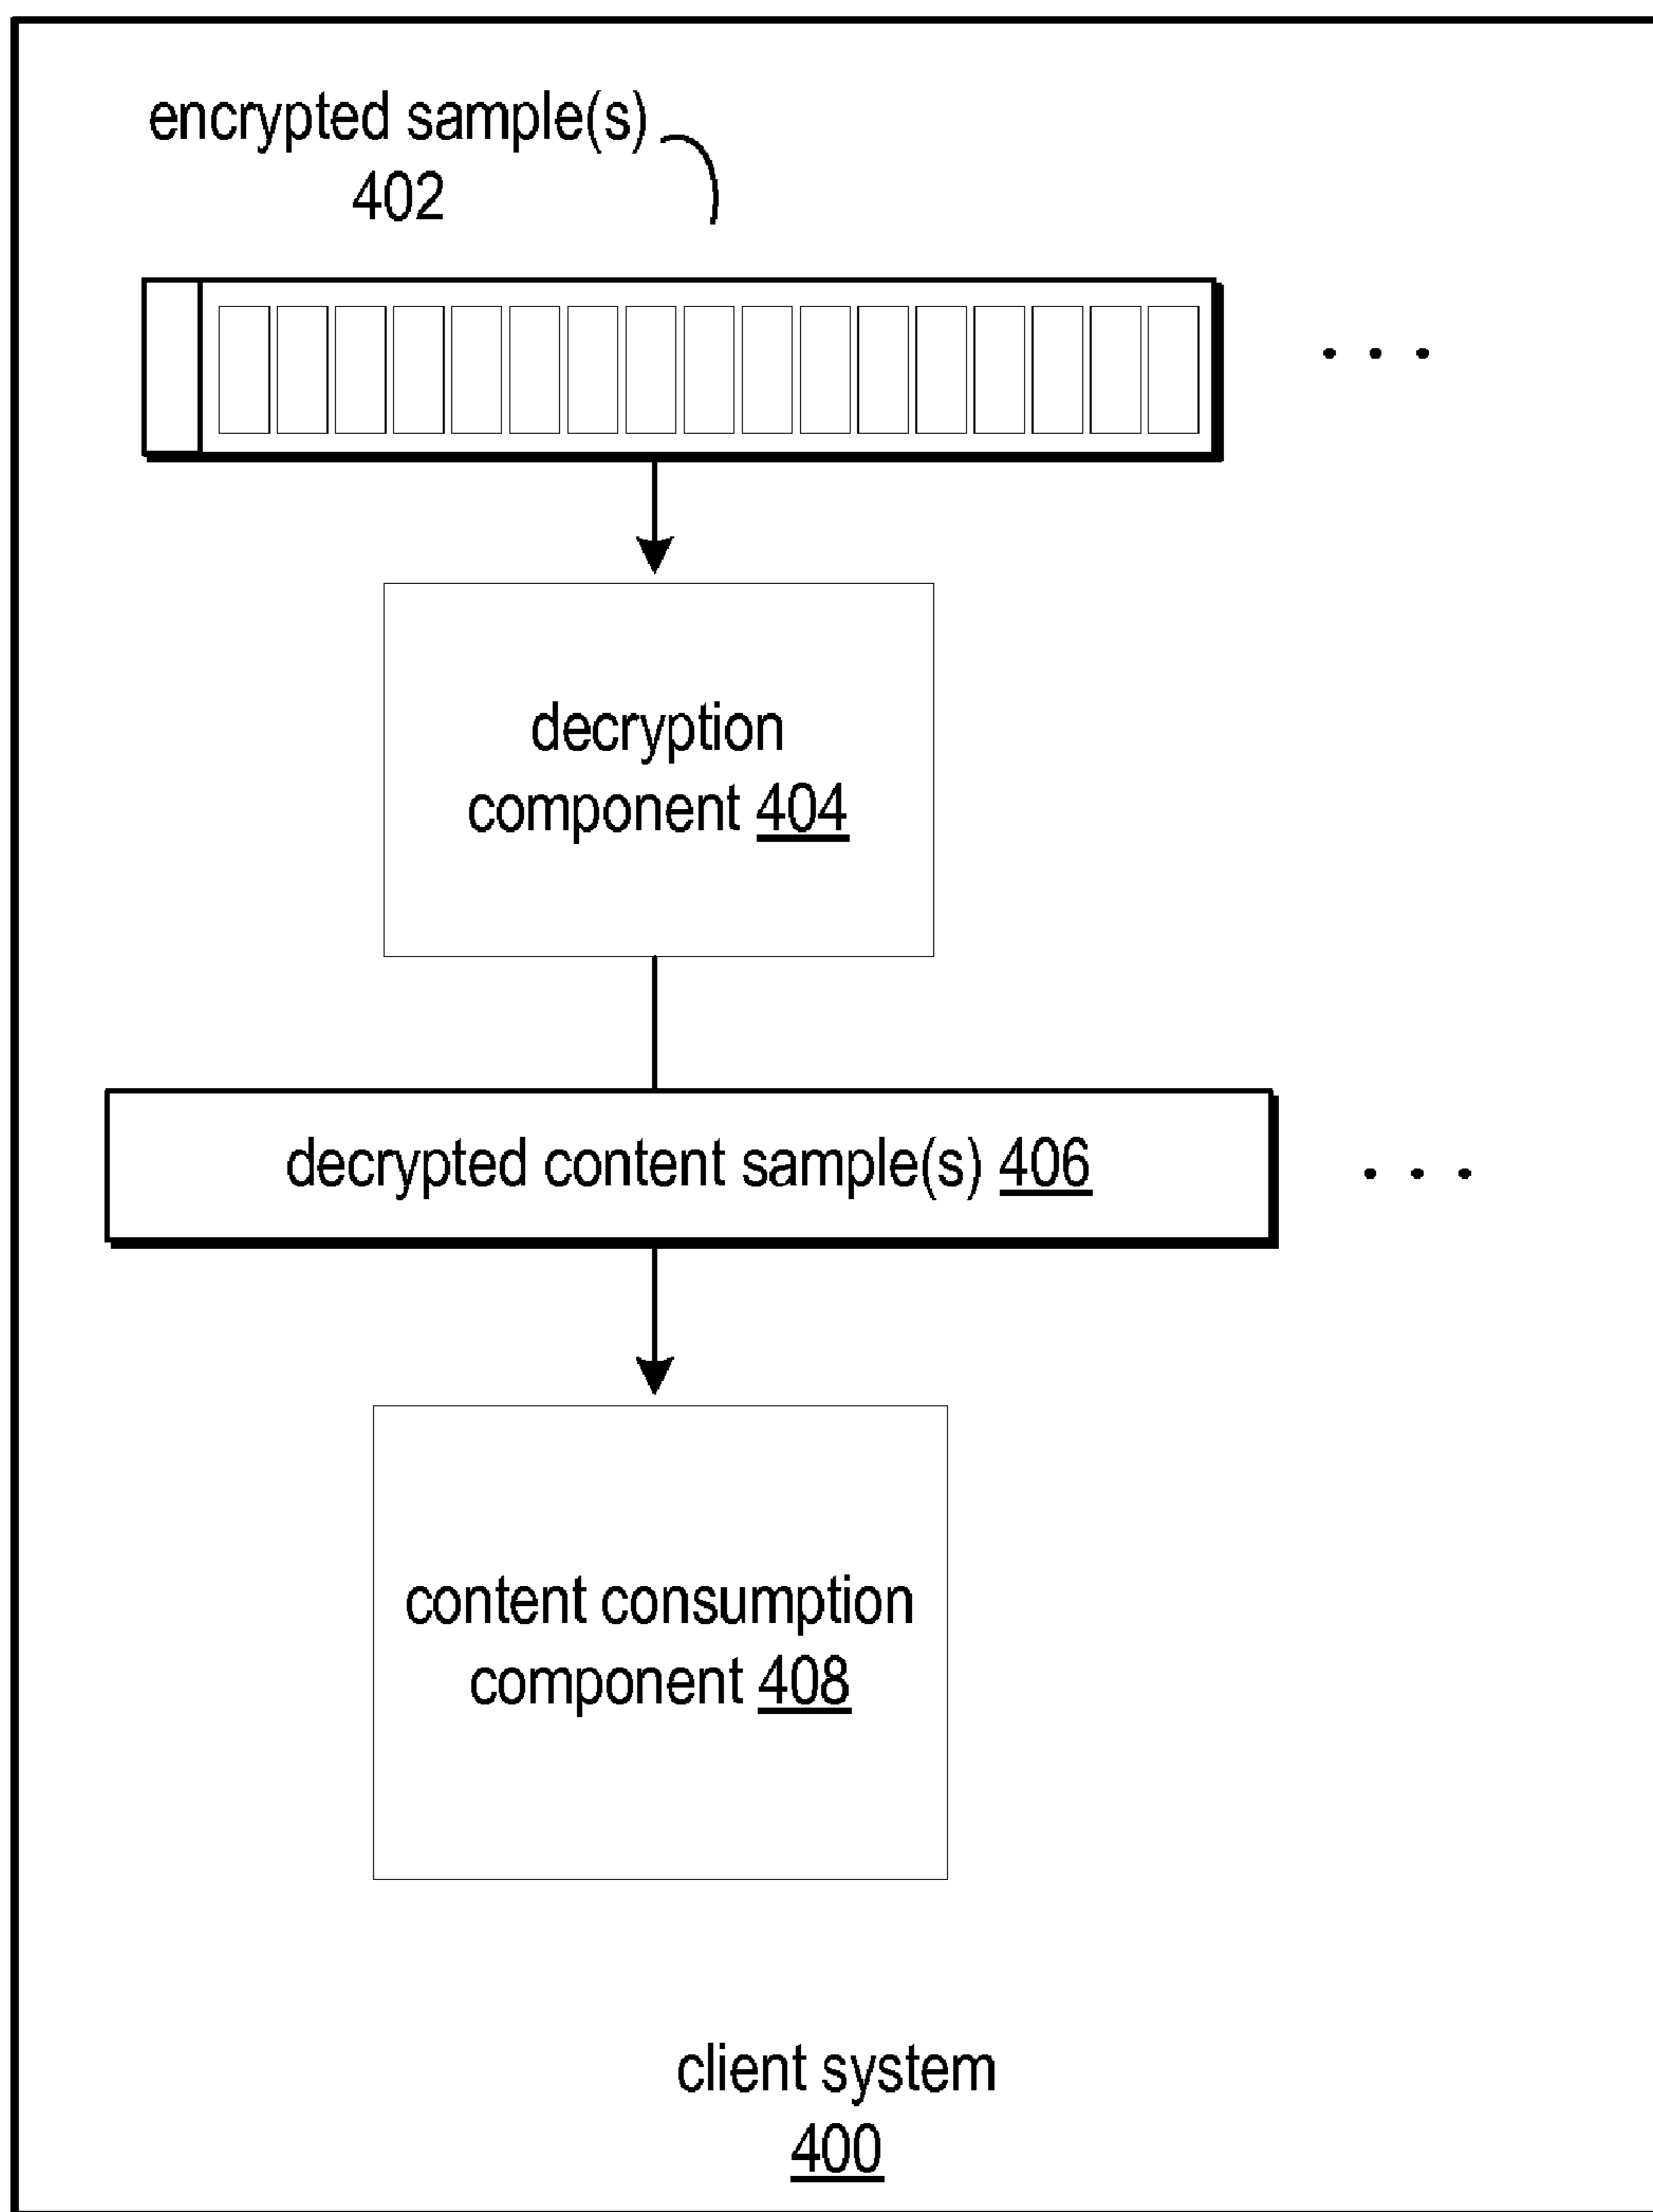 encrypted sample(s)
402
decryption
component 404
decrypted content sample(s) 406
content consumption
component 408
client system
400